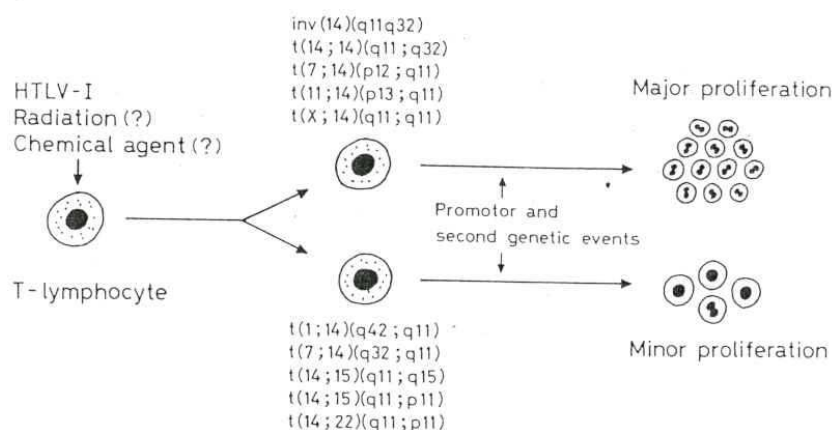 inv(14)(q11q32)
t(14;14)(q11;q32)
t(7;14)(p12;q11)
t(11;14)(p13;q11)
t(X;14)(q11;q11)
HTLV-I
Radiation(?)
Chemical agent(?)
T-lymphocyte
Promotor and
second genetic events
Major proliferation
Minor proliferation
t(1;14)(q42;q11)
t(7;14)(q32;q11)
t(14;15)(q11;q15)
t(14;15)(q11;p11)
t(14;22)(q11;p11)